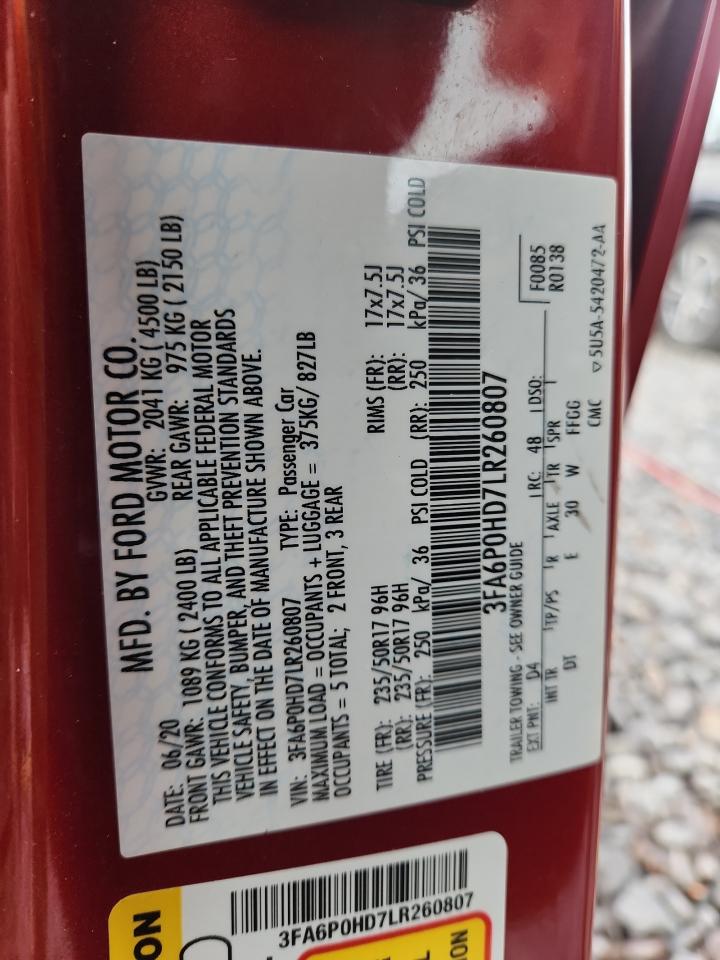 MFD. BY FORD MOTOR CO.
DATE: 06/20 GVWR: 2041 KG ( 4500 LB)
FRONT GAWR: 1089 KG ( 2400 LB) REAR GAWR: 975 KG ( 2150 LB)
THIS VEHICLE CONFORMS TO ALL APPLICABLE FEDERAL MOTOR
VEHICLE SAFETY, BUMPER, AND THEFT PREVENTION STANDARDS
IN EFFECT ON THE DATE OF MANUFACTURE SHOWN ABOVE.
VIN: 3FA6P0HD7LR260807 TYPE: Passenger Car
MAXIMUM LOAD = OCCUPANTS + LUGGAGE = 375KG/ 827LB
OCCUPANTS = 5 TOTAL; 2 FRONT, 3 REAR
TIRE (FR): 235/50R17 96H RIMS (FR): 17x7.5J
(RR): 235/50R17 96H (RR): 17x7.5J
PRESSURE (FR): 250 kPa/ 36 PSI COLD (RR): 250 kPa/ 36 PSI COLD
3FA6P0HD7LR260807
TRAILER TOWING - SEE OWNER GUIDE
F0085
R0138
EXT PNT: D4 RC: 48 DSO:
INT TR TP/PS R AXLE TR SPR
DT E 30 W FFGG
CMC ▽ 5U5A-5420472-AA
ON
3FA6P0HD7LR260807